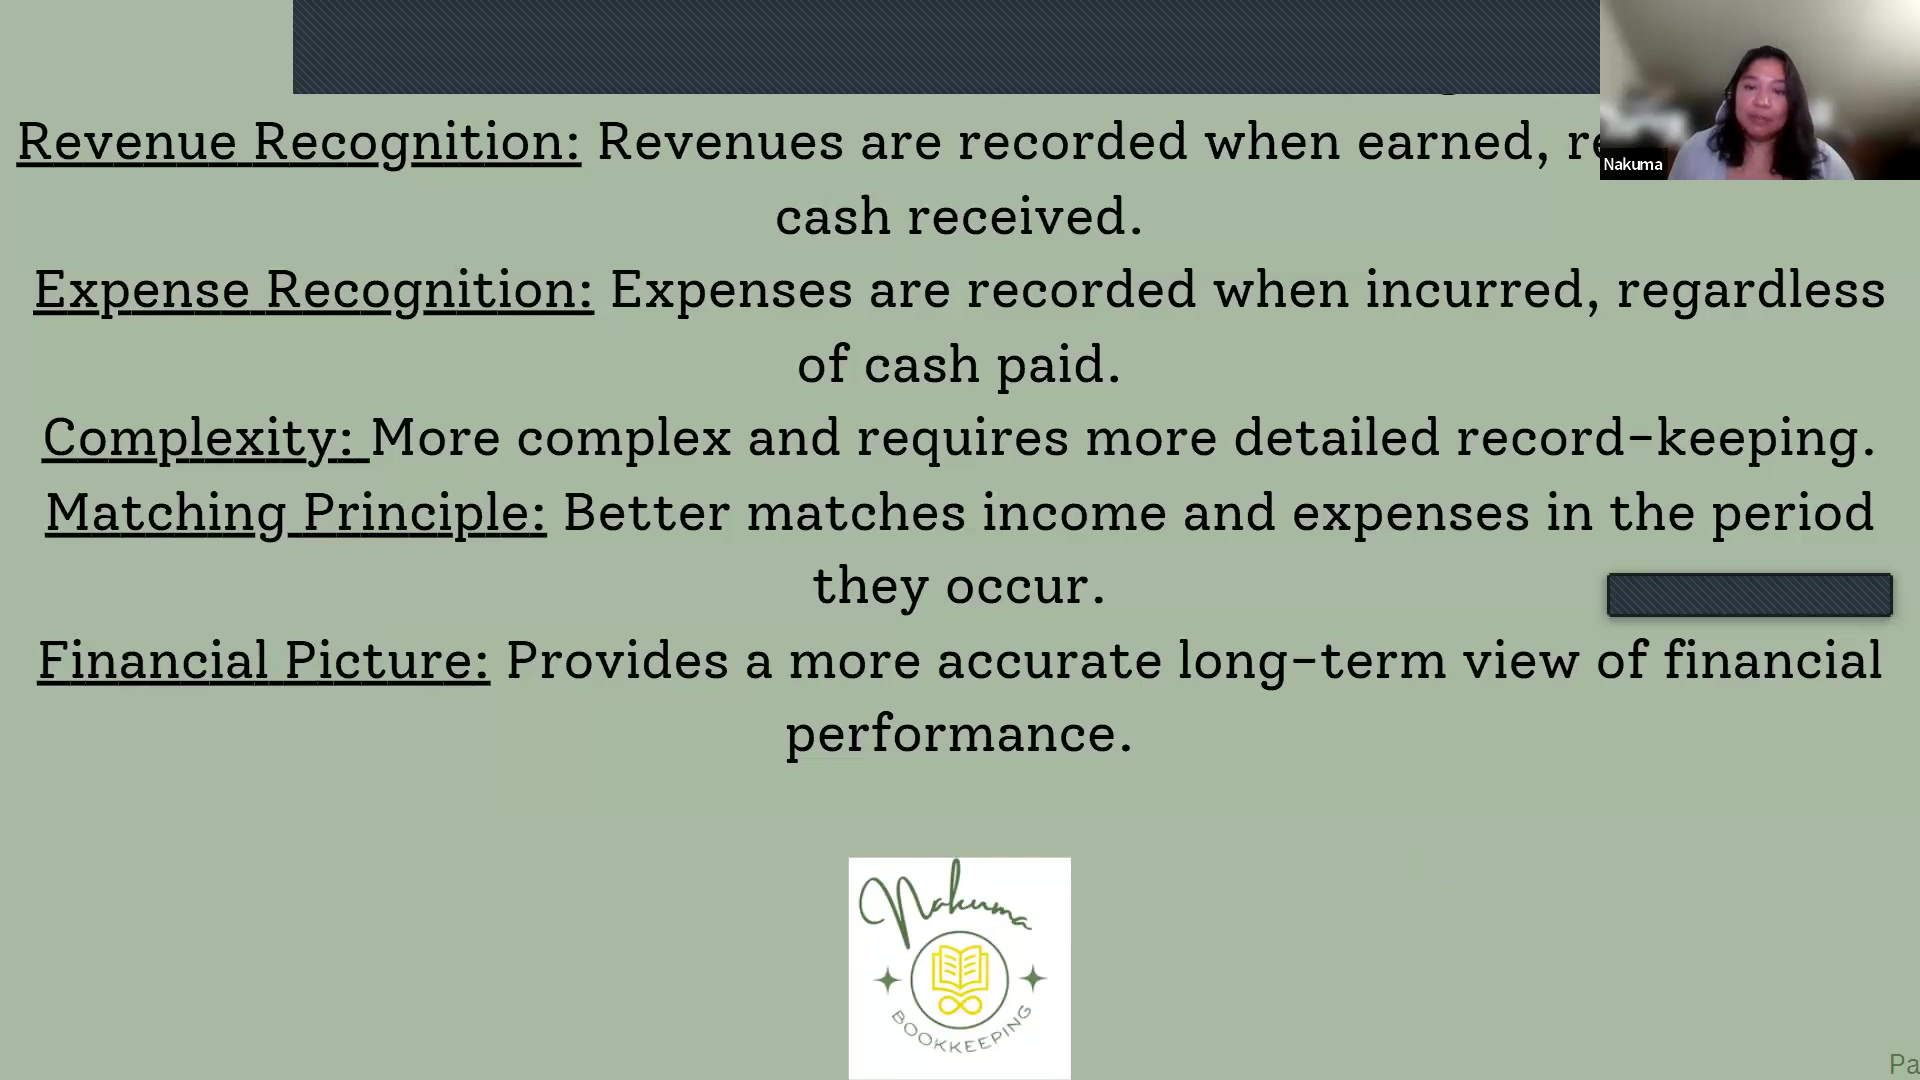 Revenue Recognition: Revenues are recorded when earned,
cash received.
Expense Recognition: Expenses are recorded when incurred, regardless
of cash paid.
Complexity: More complex and requires more detailed record-keeping.
Matching Principle: Better matches income and expenses in the period
they occur.
Financial Picture: Provides a more accurate long-term view of financial
performance.
Nakuma
Nakuma
BOOKKEEPING